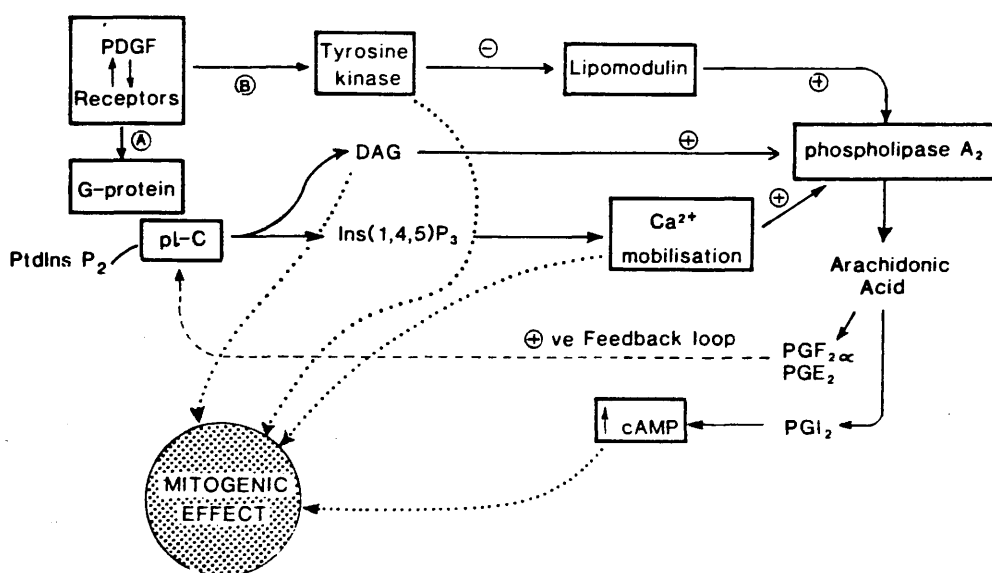 PDGF
Receptors
Ⓑ
Tyrosine
kinase
⊖
Lipomodulin
⊕
Ⓐ
G-protein
DAG
⊕
phospholipase A₂
pl-C
PtdIns P₂
Ins(1,4,5)P₃
Ca²⁺
mobilisation
⊕
Arachidonic
Acid
⊕ ve Feedback loop
PGF₂∝
PGE₂
↑ cAMP
PGI₂
MITOGENIC
EFFECT